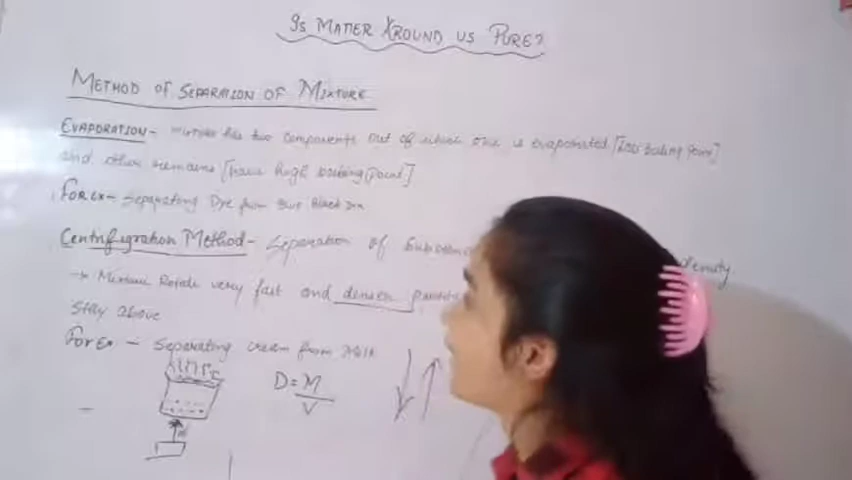 Is Matter Around us Pure?
Method of Separation of Mixture
Evaporation- Mixture has two components out of which one is evaporated [low boiling point]
and other remains [have high boiling point]
For Ex- Separating Dye from Blue Black
Centrifugration Method- Separation of density
→ Mixture Rotate very fast and denser
stay above
For Ex - Separating cream from Milk
D = M
V